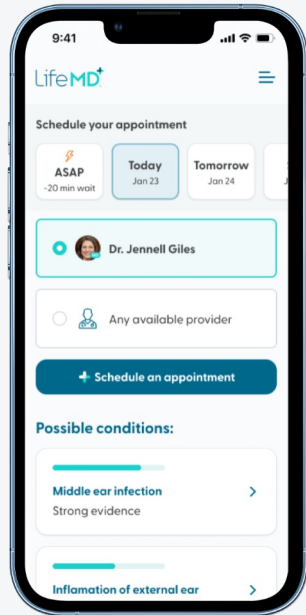 9:41
LifeMD
Schedule your appointment
ASAP
~20 min wait
Today
Jan 23
Tomorrow
Jan 24
Dr. Jennell Giles
Any available provider
+ Schedule an appointment
Possible conditions:
Middle ear infection
Strong evidence
Inflamation of external ear